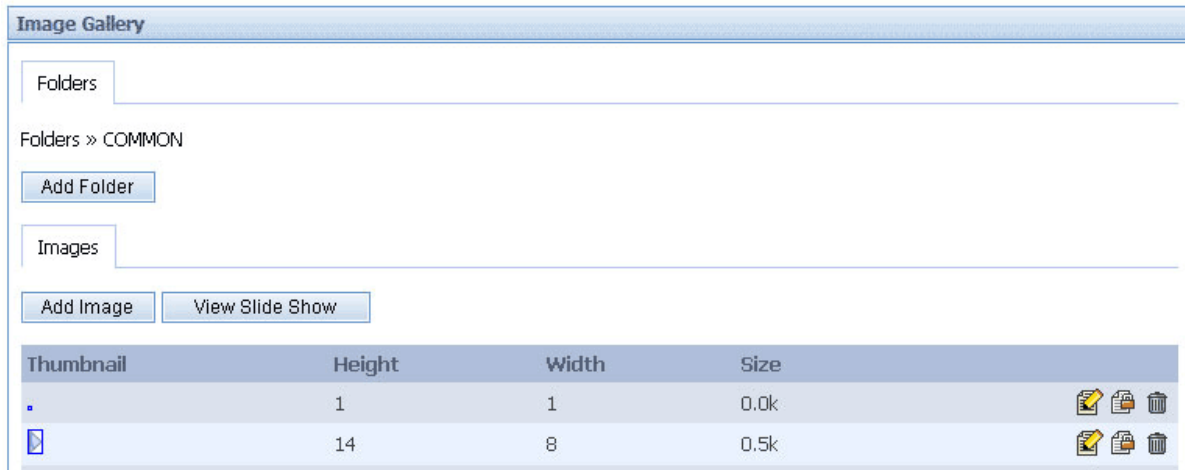 Image Gallery
Folders
Folders » COMMON
Add Folder
Images
Add Image View Slide Show
Thumbnail Height Width Size
1 1 0.0k
14 8 0.5k